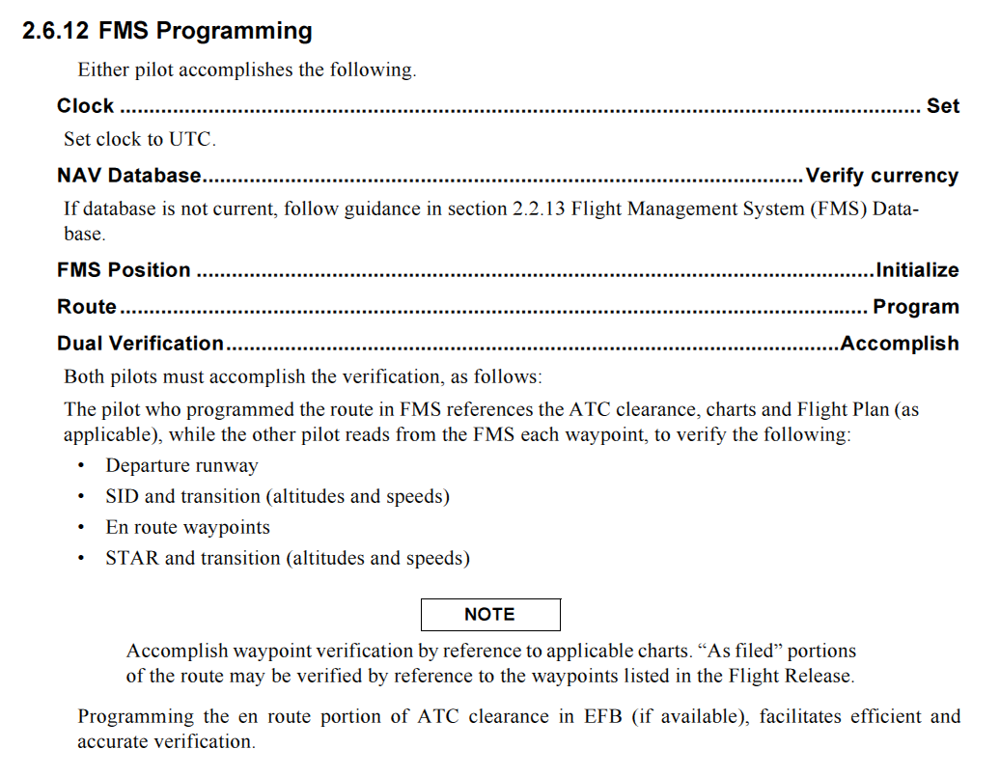 2.6.12 FMS Programming
Either pilot accomplishes the following.
Clock ........................................................................................................................................ Set
Set clock to UTC.
NAV Database......................................................................................................Verify currency
If database is not current, follow guidance in section 2.2.13 Flight Management System (FMS) Data-
base.
FMS Position ...................................................................................................................Initialize
Route............................................................................................................................... Program
Dual Verification........................................................................................................Accomplish
Both pilots must accomplish the verification, as follows:
The pilot who programmed the route in FMS references the ATC clearance, charts and Flight Plan (as
applicable), while the other pilot reads from the FMS each waypoint, to verify the following:
• Departure runway
• SID and transition (altitudes and speeds)
• En route waypoints
• STAR and transition (altitudes and speeds)
NOTE
Accomplish waypoint verification by reference to applicable charts. “As filed” portions
of the route may be verified by reference to the waypoints listed in the Flight Release.
Programming the en route portion of ATC clearance in EFB (if available), facilitates efficient and
accurate verification.